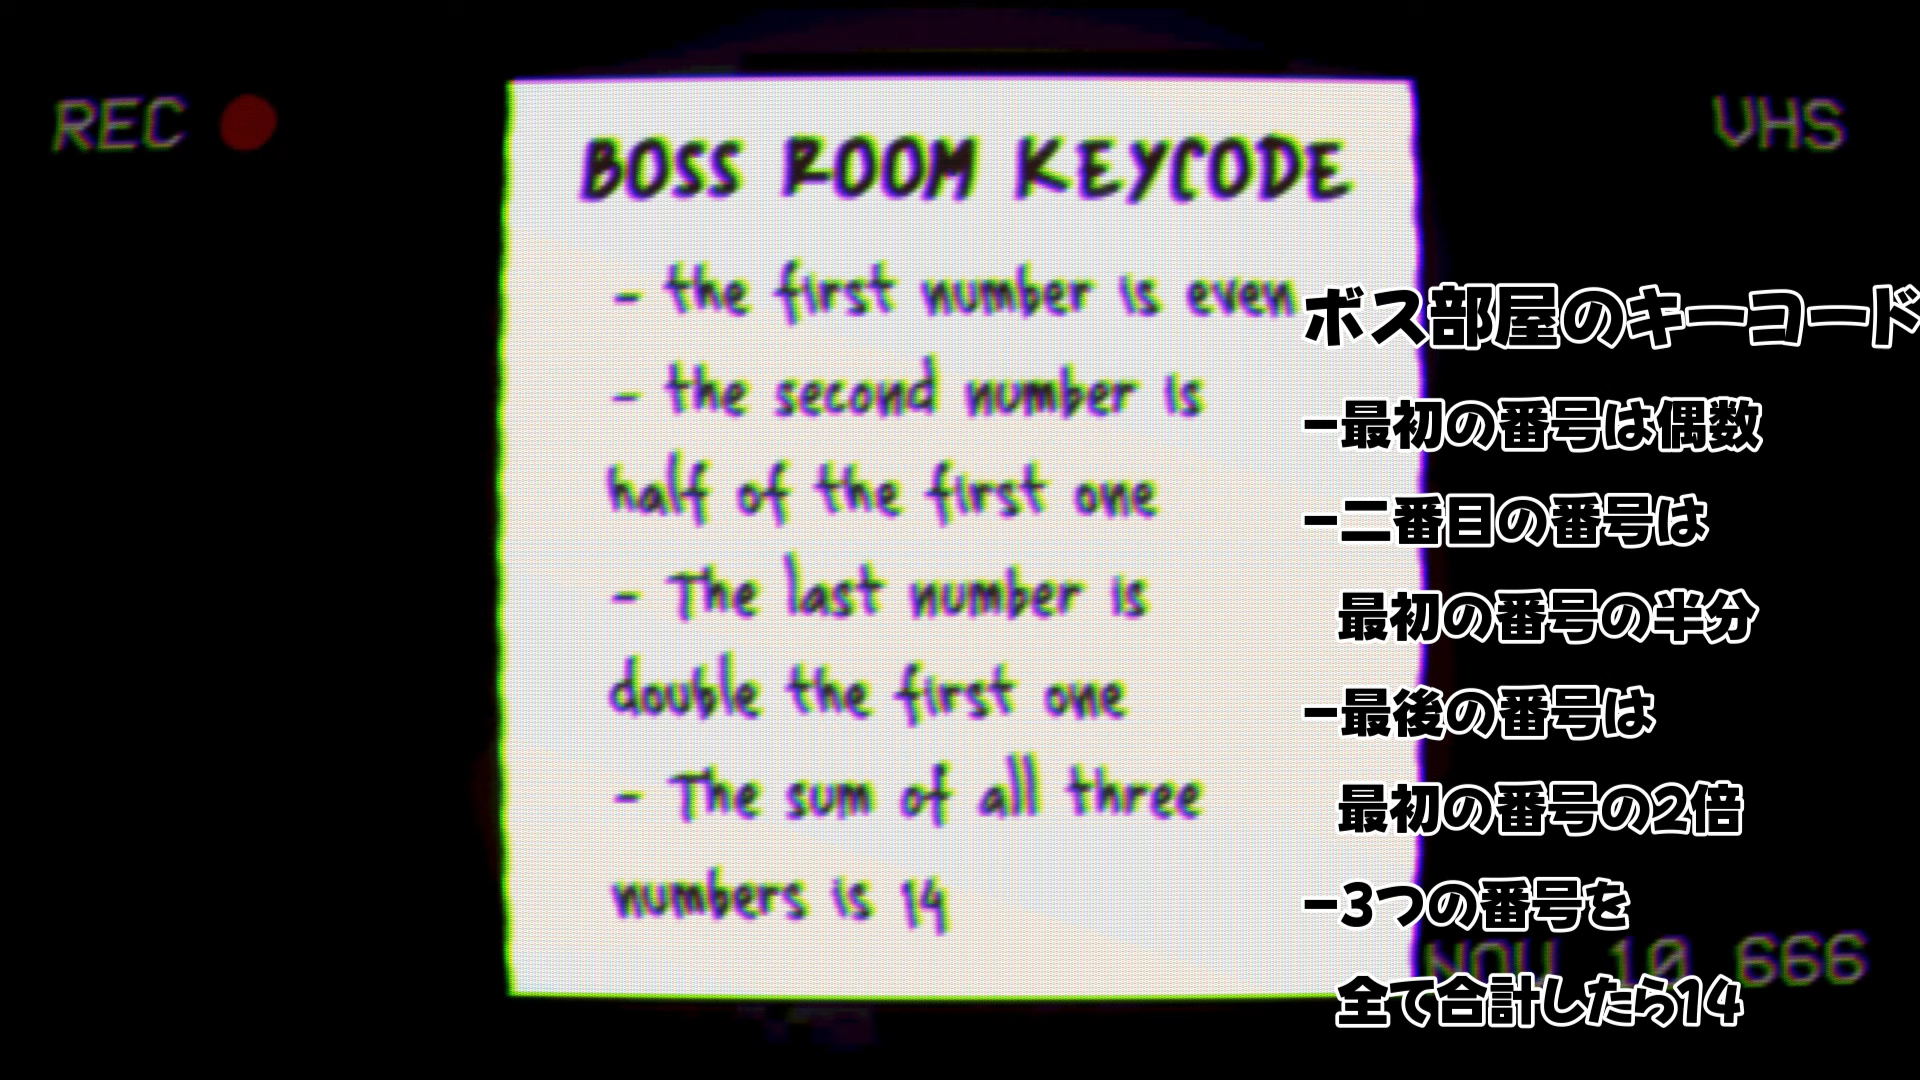 REC
VHS
BOSS ROOM KEYCODE
- the first number is even
- the second number is
half of the first one
- The last number is
double the first one
- The sum of all three
numbers is 14
ボス部屋のキーコード
−最初の番号は偶数
−二番目の番号は
最初の番号の半分
−最後の番号は
最初の番号の2倍
−3つの番号を
全て合計したら14
NOV 10 666